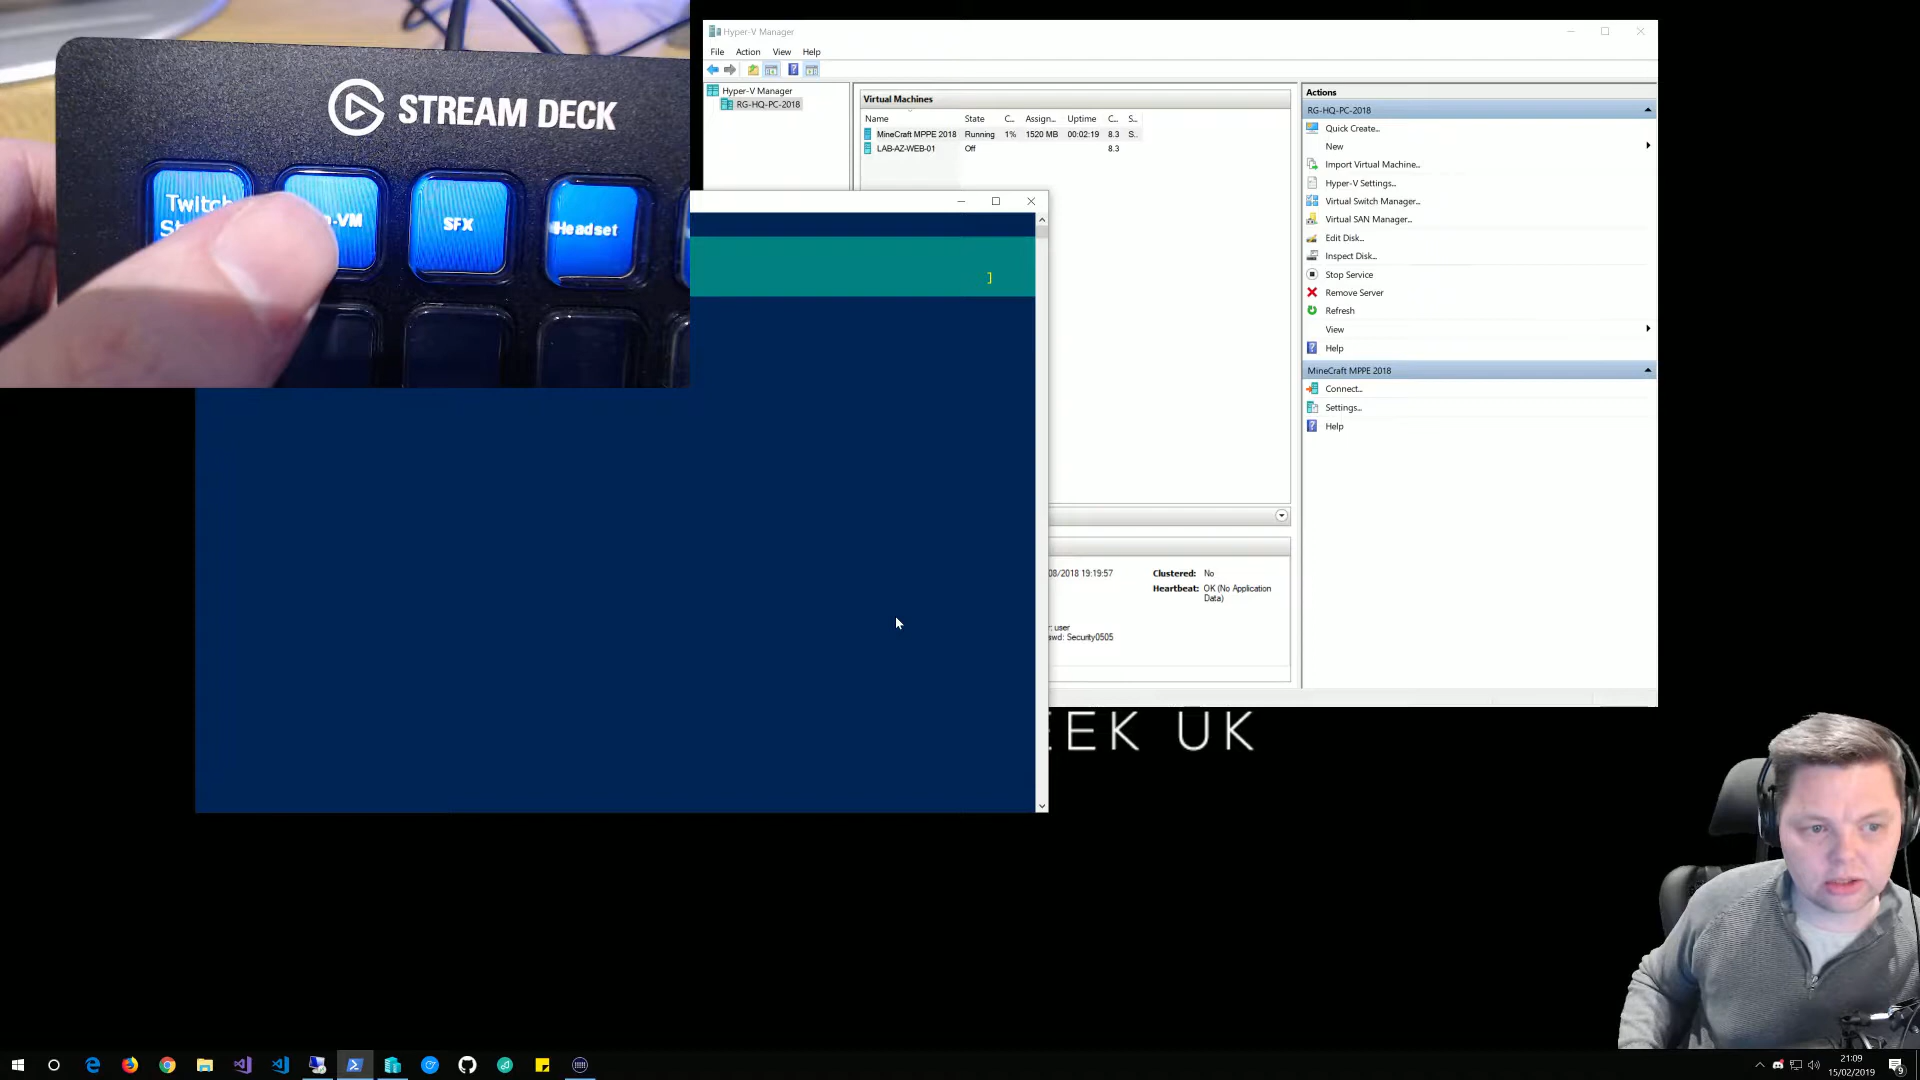 STREAM DECK
Twitch
-VM
SFX
Headset
Hyper-V Manager
File Action View Help
Hyper-V Manager
RG-HQ-PC-2018
Virtual Machines
Name State C... Assign... Uptime C... S...
MineCraft MPPE 2018 Running 1% 1520 MB 00:02:19 8.3 S...
LAB-AZ-WEB-01 Off 8.3
]
08/2018 19:19:57
Clustered: No
Heartbeat: OK (No Application
Data)
: user
swd: Security0505
Actions
RG-HQ-PC-2018
Quick Create...
New
Import Virtual Machine...
Hyper-V Settings...
Virtual Switch Manager...
Virtual SAN Manager...
Edit Disk...
Inspect Disk...
Stop Service
Remove Server
Refresh
View
Help
MineCraft MPPE 2018
Connect...
Settings...
Help
EEK UK
21:09
15/02/2019